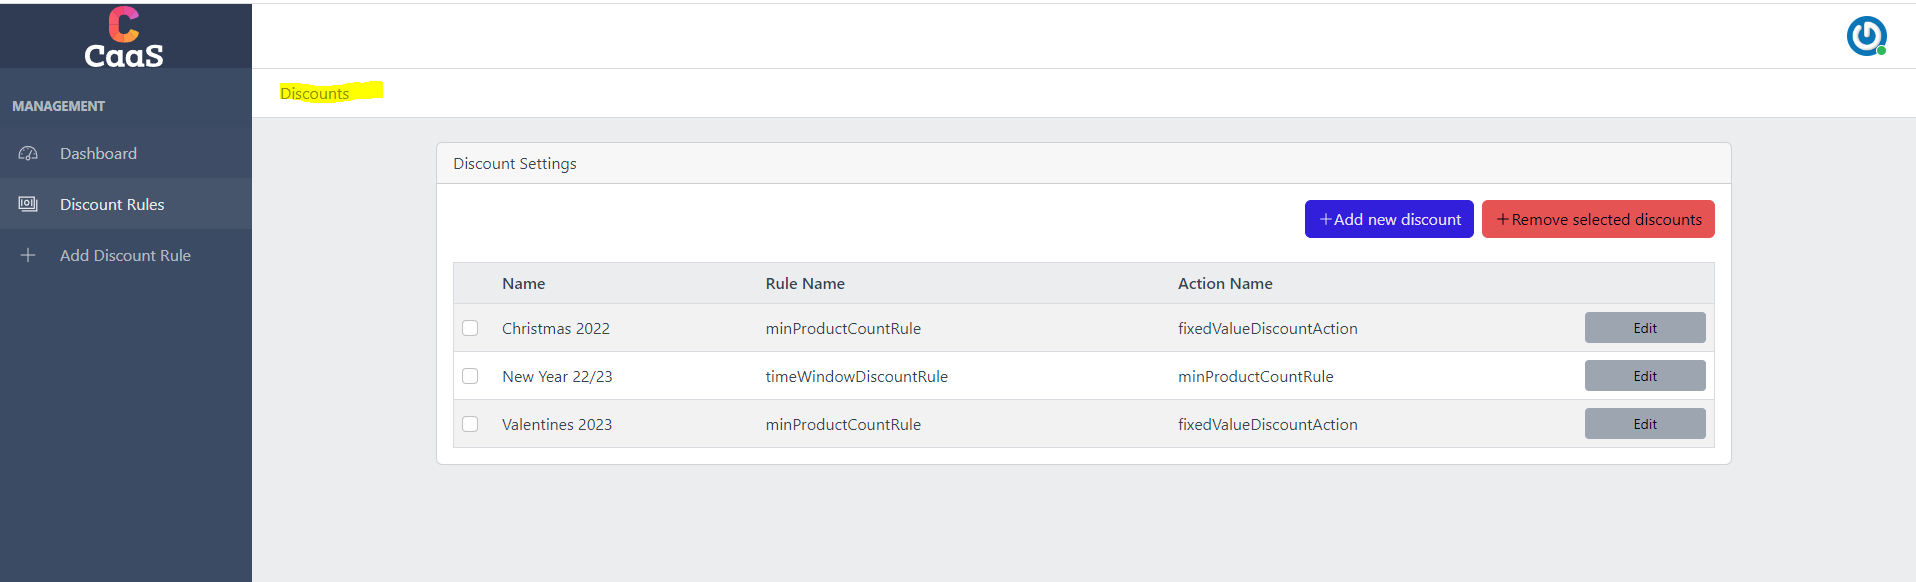 CaaS
Discounts
MANAGEMENT
Dashboard
Discount Rules
Add Discount Rule
Discount Settings
+Add new discount +Remove selected discounts
Name Rule Name Action Name
Christmas 2022 minProductCountRule fixedValueDiscountAction Edit
New Year 22/23 timeWindowDiscountRule minProductCountRule Edit
Valentines 2023 minProductCountRule fixedValueDiscountAction Edit